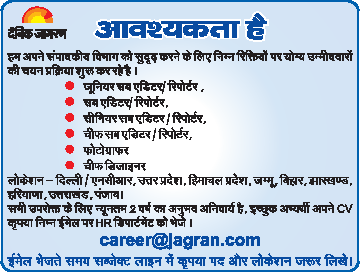 दैनिक जागरण
आवश्यकता है
हम अपने संपादकीय विभाग को सुदृढ़ करने के लिए निम्न रिक्तियों पर योग्य उम्मीदवारों
की चयन प्रक्रिया शुरू कर रहे है ।
जूनियर सब एडिटर/ रिपोर्टर ,
सब एडिटर/ रिपोर्टर,
सीनियर सब एडिटर / रिपोर्टर,
चीफ सब एडिटर / रिपोर्टर,
फोटोग्राफर
चीफ डिजाइनर
लोकेशन – दिल्ली / एनसीआर, उत्तर प्रदेश, हिमाचल प्रदेश, जम्मू, बिहार, झारखण्ड,
हरियाणा, उत्तराखंड, पंजाब।
सभी उपरोक्त के लिए न्यूनतम 2 वर्ष का अनुभव अनिवार्य है, इच्छुक अभ्यर्थी अपने CV
कृपया निम्न ईमेल पर HR डिपार्टमेंट को भेजे ।
career@jagran.com
ईमेल भेजते समय सब्जेक्ट लाइन में कृपया पद और लोकेशन जरूर लिखे।